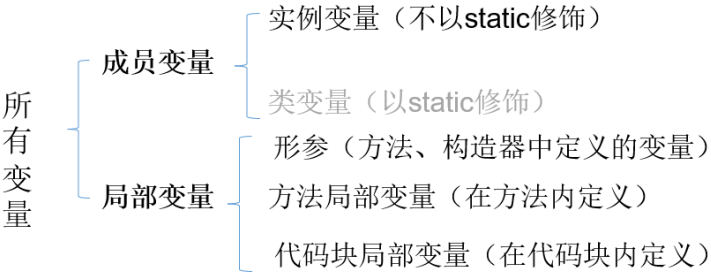 所有变量
成员变量
实例变量（不以static修饰）
类变量（以static修饰）
局部变量
形参（方法、构造器中定义的变量）
方法局部变量（在方法内定义）
代码块局部变量（在代码块内定义）